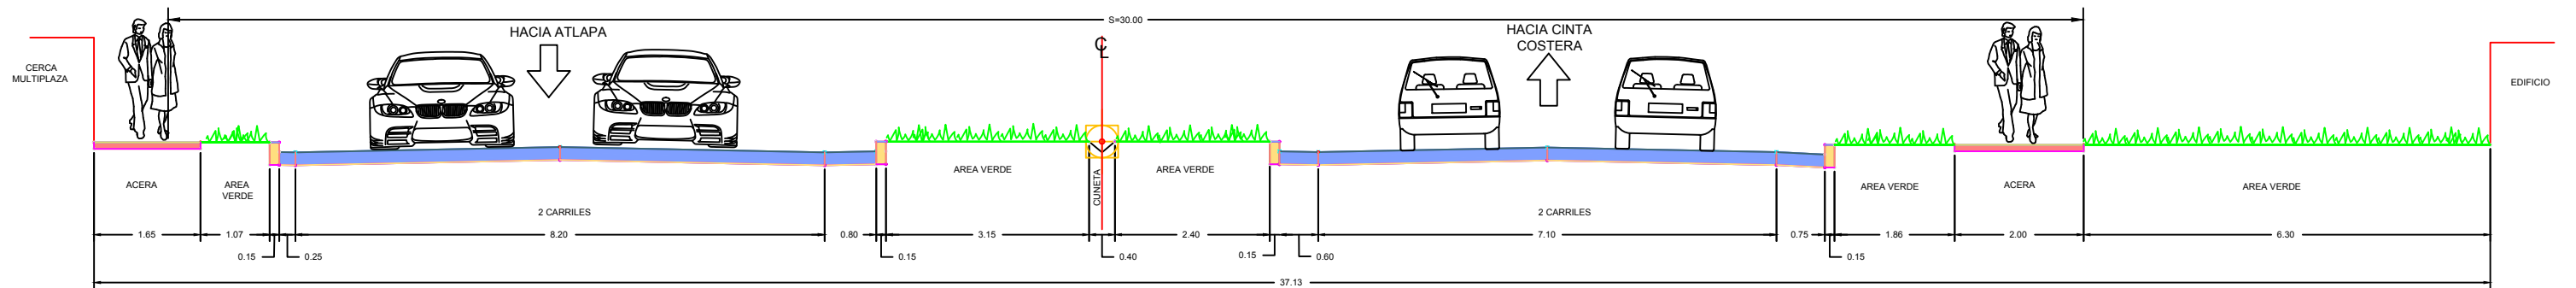 S=30.00
HACIA ATLAPA
HACIA CINTA
COSTERA
CL
CERCA
MULTIPLAZA
EDIFICIO
ACERA
AREA
VERDE
2 CARRILES
AREA VERDE
CUNETA
AREA VERDE
2 CARRILES
AREA VERDE
ACERA
AREA VERDE
1.65
1.07
8.20
0.80
3.15
2.40
7.10
0.75
1.86
2.00
6.30
0.15
0.25
0.15
0.40
0.15
0.60
0.15
37.13